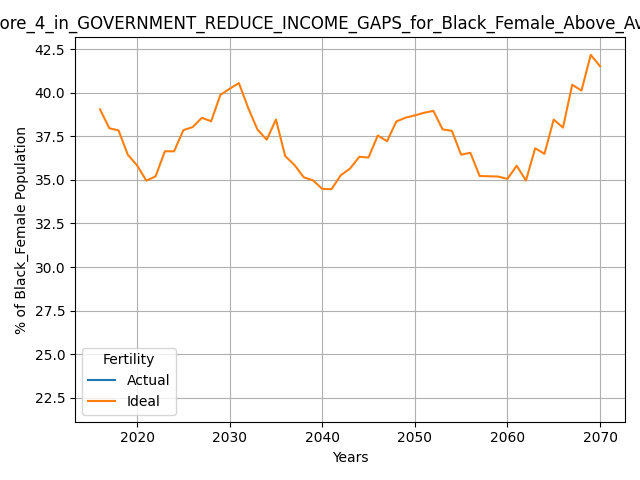 ore_4_in_GOVERNMENT_REDUCE_INCOME_GAPS_for_Black_Female_Above_Av
42.5
40.0
37.5
35.0
32.5
30.0
27.5
25.0
22.5
% of Black_Female Population
Fertility
Actual
Ideal
2020 2030 2040 2050 2060 2070
Years